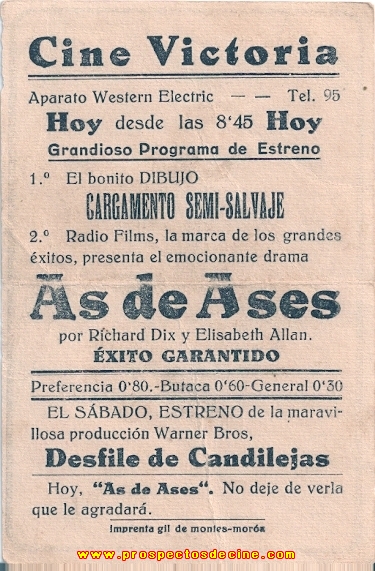 Cine Victoria
Aparato Western Electric — — Tel. 95
Hoy desde las 8'45 Hoy
Grandioso Programa de Estreno
1.º El bonito DIBUJO
CARGAMENTO SEMI-SALVAJE
2.º Radio Films, la marca de los grandes
éxitos, presenta el emocionante drama
As de Ases
por Richard Dix y Elisabeth Allan.
ÉXITO GARANTIDO
Preferencia 0'80.-Butaca 0'60-General 0'30
EL SÁBADO, ESTRENO de la maravi-
llosa producción Warner Bros,
Desfile de Candilejas
Hoy, "As de Ases". No deje de verla
que le agradará.
Imprenta gil de montes-moróx
www.prospectosdecine.com